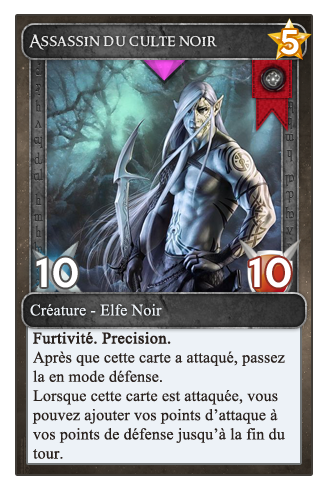 Assassin du culte noir
5
10
10
Créature - Elfe Noir
Furtivité. Precision.
Après que cette carte a attaqué, passez
la en mode défense.
Lorsque cette carte est attaquée, vous
pouvez ajouter vos points d'attaque à
vos points de défense jusqu'à la fin du
tour.